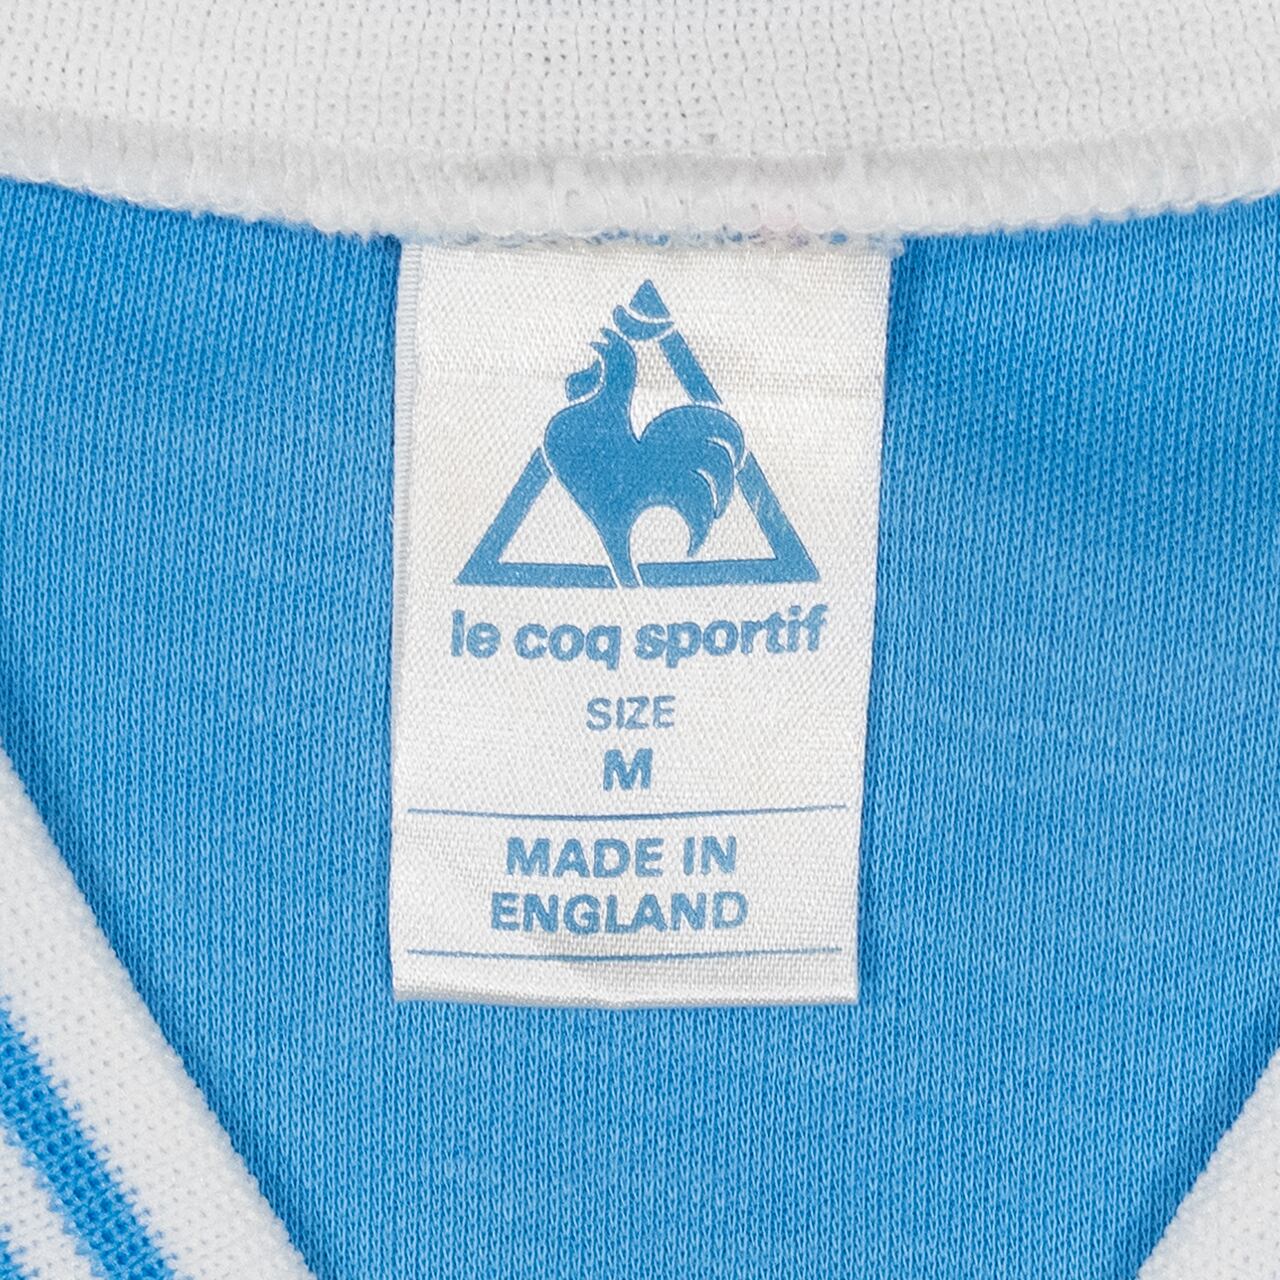 le coq sportif
SIZE
M
MADE IN
ENGLAND